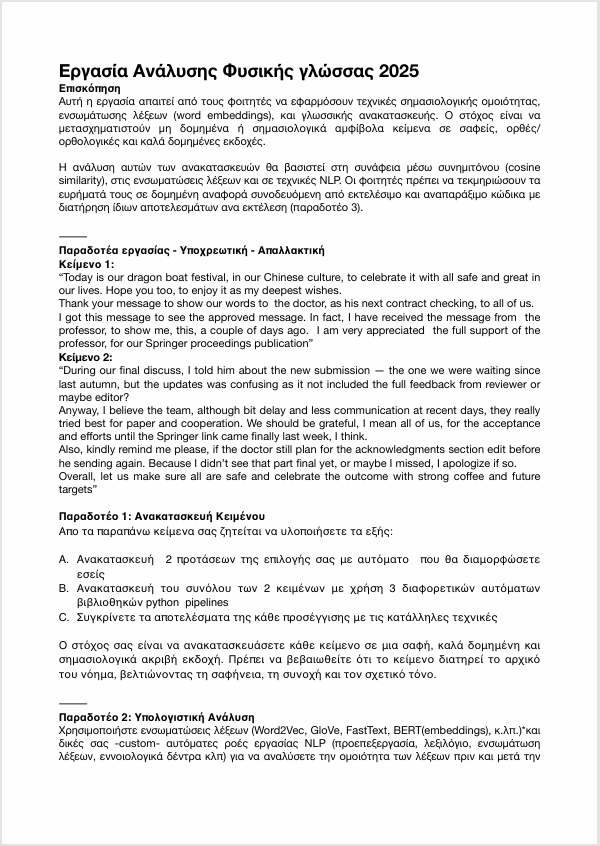 Εργασία Ανάλυσης Φυσικής γλώσσας 2025
Επισκόπηση
Αυτή η εργασία απαιτεί από τους φοιτητές να εφαρμόσουν τεχνικές σημασιολογικής ομοιότητας,
ενσωμάτωσης λέξεων (word embeddings), και γλωσσικής ανακατασκευής. Ο στόχος είναι να
μετασχηματιστούν μη δομημένα ή σημασιολογικά αμφίβολα κείμενα σε σαφείς, ορθές/
ορθολογικές και καλά δομημένες εκδοχές.
Η ανάλυση αυτών των ανακατασκευών θα βασιστεί στη συνάφεια μέσω συνημιτόνου (cosine
similarity), στις ενσωματώσεις λέξεων και σε τεχνικές NLP. Οι φοιτητές πρέπει να τεκμηριώσουν τα
ευρήματά τους σε δομημένη αναφορά συνοδευόμενη από εκτελέσιμο και αναπαράξιμο κώδικα με
διατήρηση ίδιων αποτελεσμάτων ανα εκτέλεση (παραδοτέο 3).
Παραδοτέα εργασίας - Υποχρεωτική - Απαλλακτική
Κείμενο 1:
“Today is our dragon boat festival, in our Chinese culture, to celebrate it with all safe and great in
our lives. Hope you too, to enjoy it as my deepest wishes.
Thank your message to show our words to the doctor, as his next contract checking, to all of us.
I got this message to see the approved message. In fact, I have received the message from the
professor, to show me, this, a couple of days ago. I am very appreciated the full support of the
professor, for our Springer proceedings publication”
Κείμενο 2:
“During our final discuss, I told him about the new submission — the one we were waiting since
last autumn, but the updates was confusing as it not included the full feedback from reviewer or
maybe editor?
Anyway, I believe the team, although bit delay and less communication at recent days, they really
tried best for paper and cooperation. We should be grateful, I mean all of us, for the acceptance
and efforts until the Springer link came finally last week, I think.
Also, kindly remind me please, if the doctor still plan for the acknowledgments section edit before
he sending again. Because I didn’t see that part final yet, or maybe I missed, I apologize if so.
Overall, let us make sure all are safe and celebrate the outcome with strong coffee and future
targets”
Παραδοτέο 1: Ανακατασκευή Κειμένου
Απο τα παραπάνω κείμενα σας ζητείται να υλοποιήσετε τα εξής:
A. Ανακατασκευή 2 προτάσεων της επιλογής σας με αυτόματο που θα διαμορφώσετε
εσείς
B. Ανακατασκευή του συνόλου των 2 κειμένων με χρήση 3 διαφορετικών αυτόματων
βιβλιοθηκών python pipelines
C. Συγκρίνετε τα αποτελέσματα της κάθε προσέγγισης με τις κατάλληλες τεχνικές
Ο στόχος σας είναι να ανακατασκευάσετε κάθε κείμενο σε μια σαφή, καλά δομημένη και
σημασιολογικά ακριβή εκδοχή. Πρέπει να βεβαιωθείτε ότι το κείμενο διατηρεί το αρχικό
του νόημα, βελτιώνοντας τη σαφήνεια, τη συνοχή και τον σχετικό τόνο.
Παραδοτέο 2: Υπολογιστική Ανάλυση
Χρησιμοποιήστε ενσωματώσεις λέξεων (Word2Vec, GloVe, FastText, BERT(embeddings), κ.λπ.)*και
δικές σας -custom- αυτόματες ροές εργασίας NLP (προεπεξεργασία, λεξιλόγιο, ενσωμάτωση
λέξεων, εννοιολογικά δέντρα κλπ) για να αναλύσετε την ομοιότητα των λέξεων πριν και μετά την